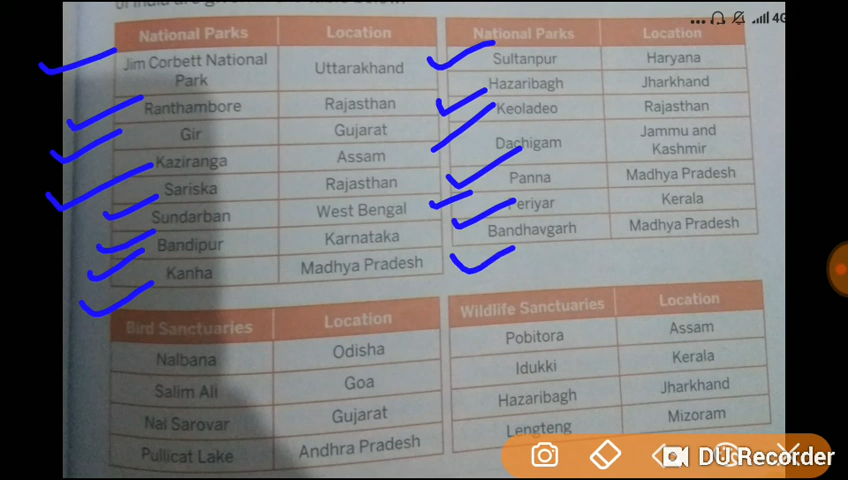 National Parks Location
Jim Corbett National
Park
Uttarakhand
Ranthambore Rajasthan
Gir Gujarat
Kaziranga Assam
Sariska Rajasthan
Sundarban West Bengal
Bandipur Karnataka
Kanha Madhya Pradesh
National Parks Location
Sultanpur Haryana
Hazaribagh Jharkhand
Keoladeo Rajasthan
Dachigam
Jammu and
Kashmir
Panna Madhya Pradesh
Periyar Kerala
Bandhavgarh Madhya Pradesh
Bird Sanctuaries Location
Nalbana Odisha
Salim Ali Goa
Nal Sarovar Gujarat
Pullicat Lake Andhra Pradesh
Wildlife Sanctuaries Location
Pobitora Assam
Idukki Kerala
Hazaribagh Jharkhand
Lengteng Mizoram
4G
DU Recorder